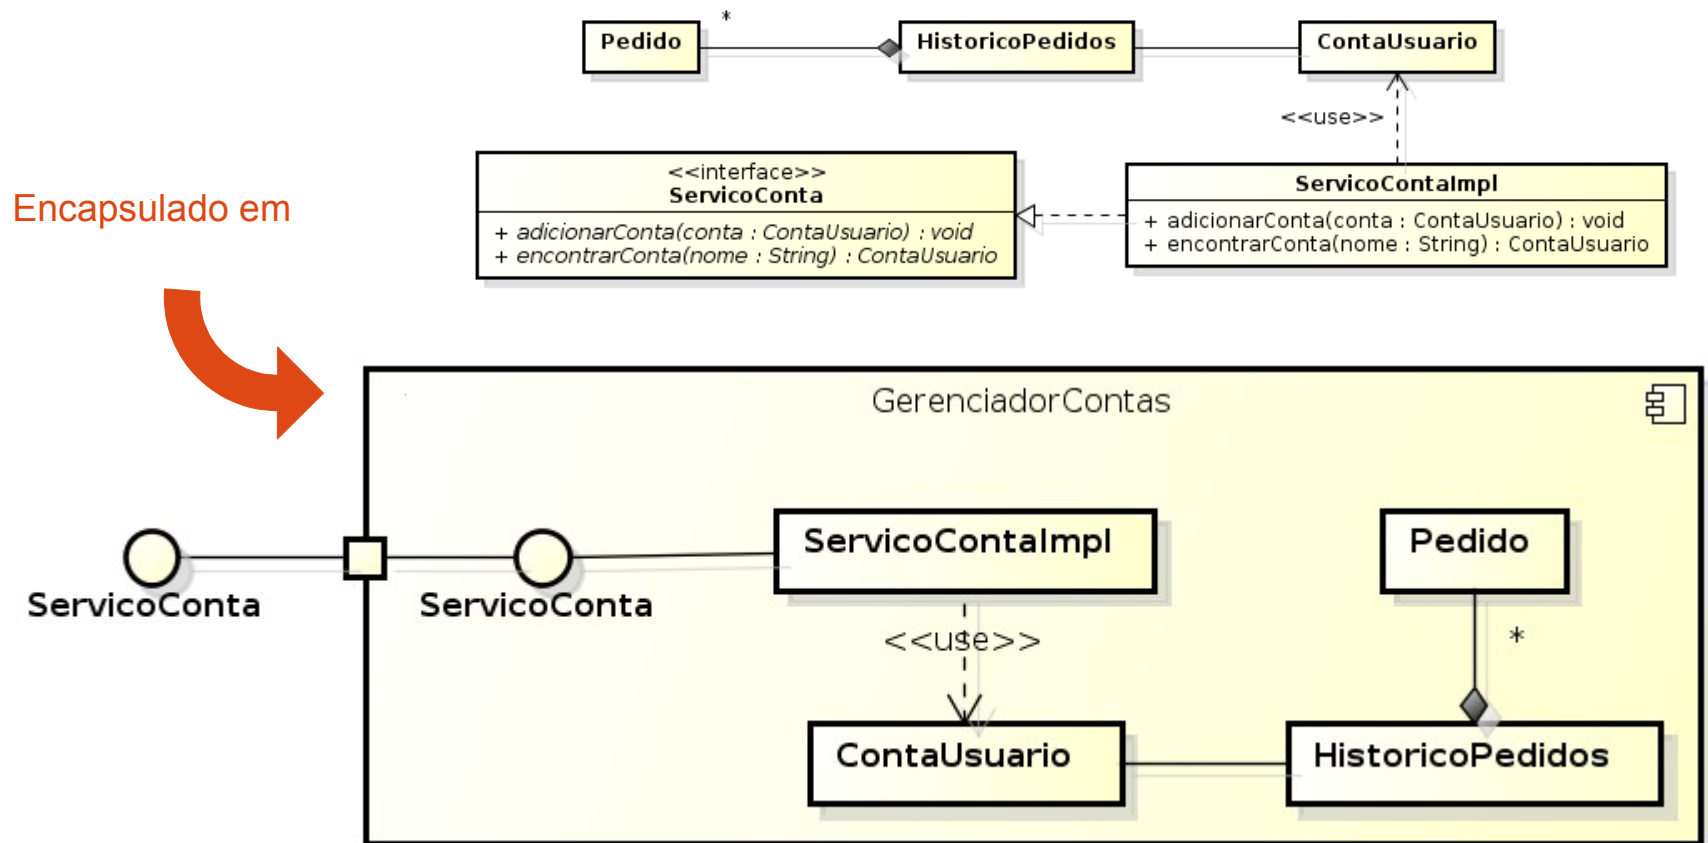 *
Pedido
HistoricoPedidos
ContaUsuario
<<use>>
<<interface>>
ServicoConta
+ adicionarConta(conta : ContaUsuario) : void
+ encontrarConta(nome : String) : ContaUsuario
ServicoContaImpl
+ adicionarConta(conta : ContaUsuario) : void
+ encontrarConta(nome : String) : ContaUsuario
Encapsulado em
GerenciadorContas
ServicoContaImpl
Pedido
ServicoConta
ServicoConta
<<use>>
*
ContaUsuario
HistoricoPedidos